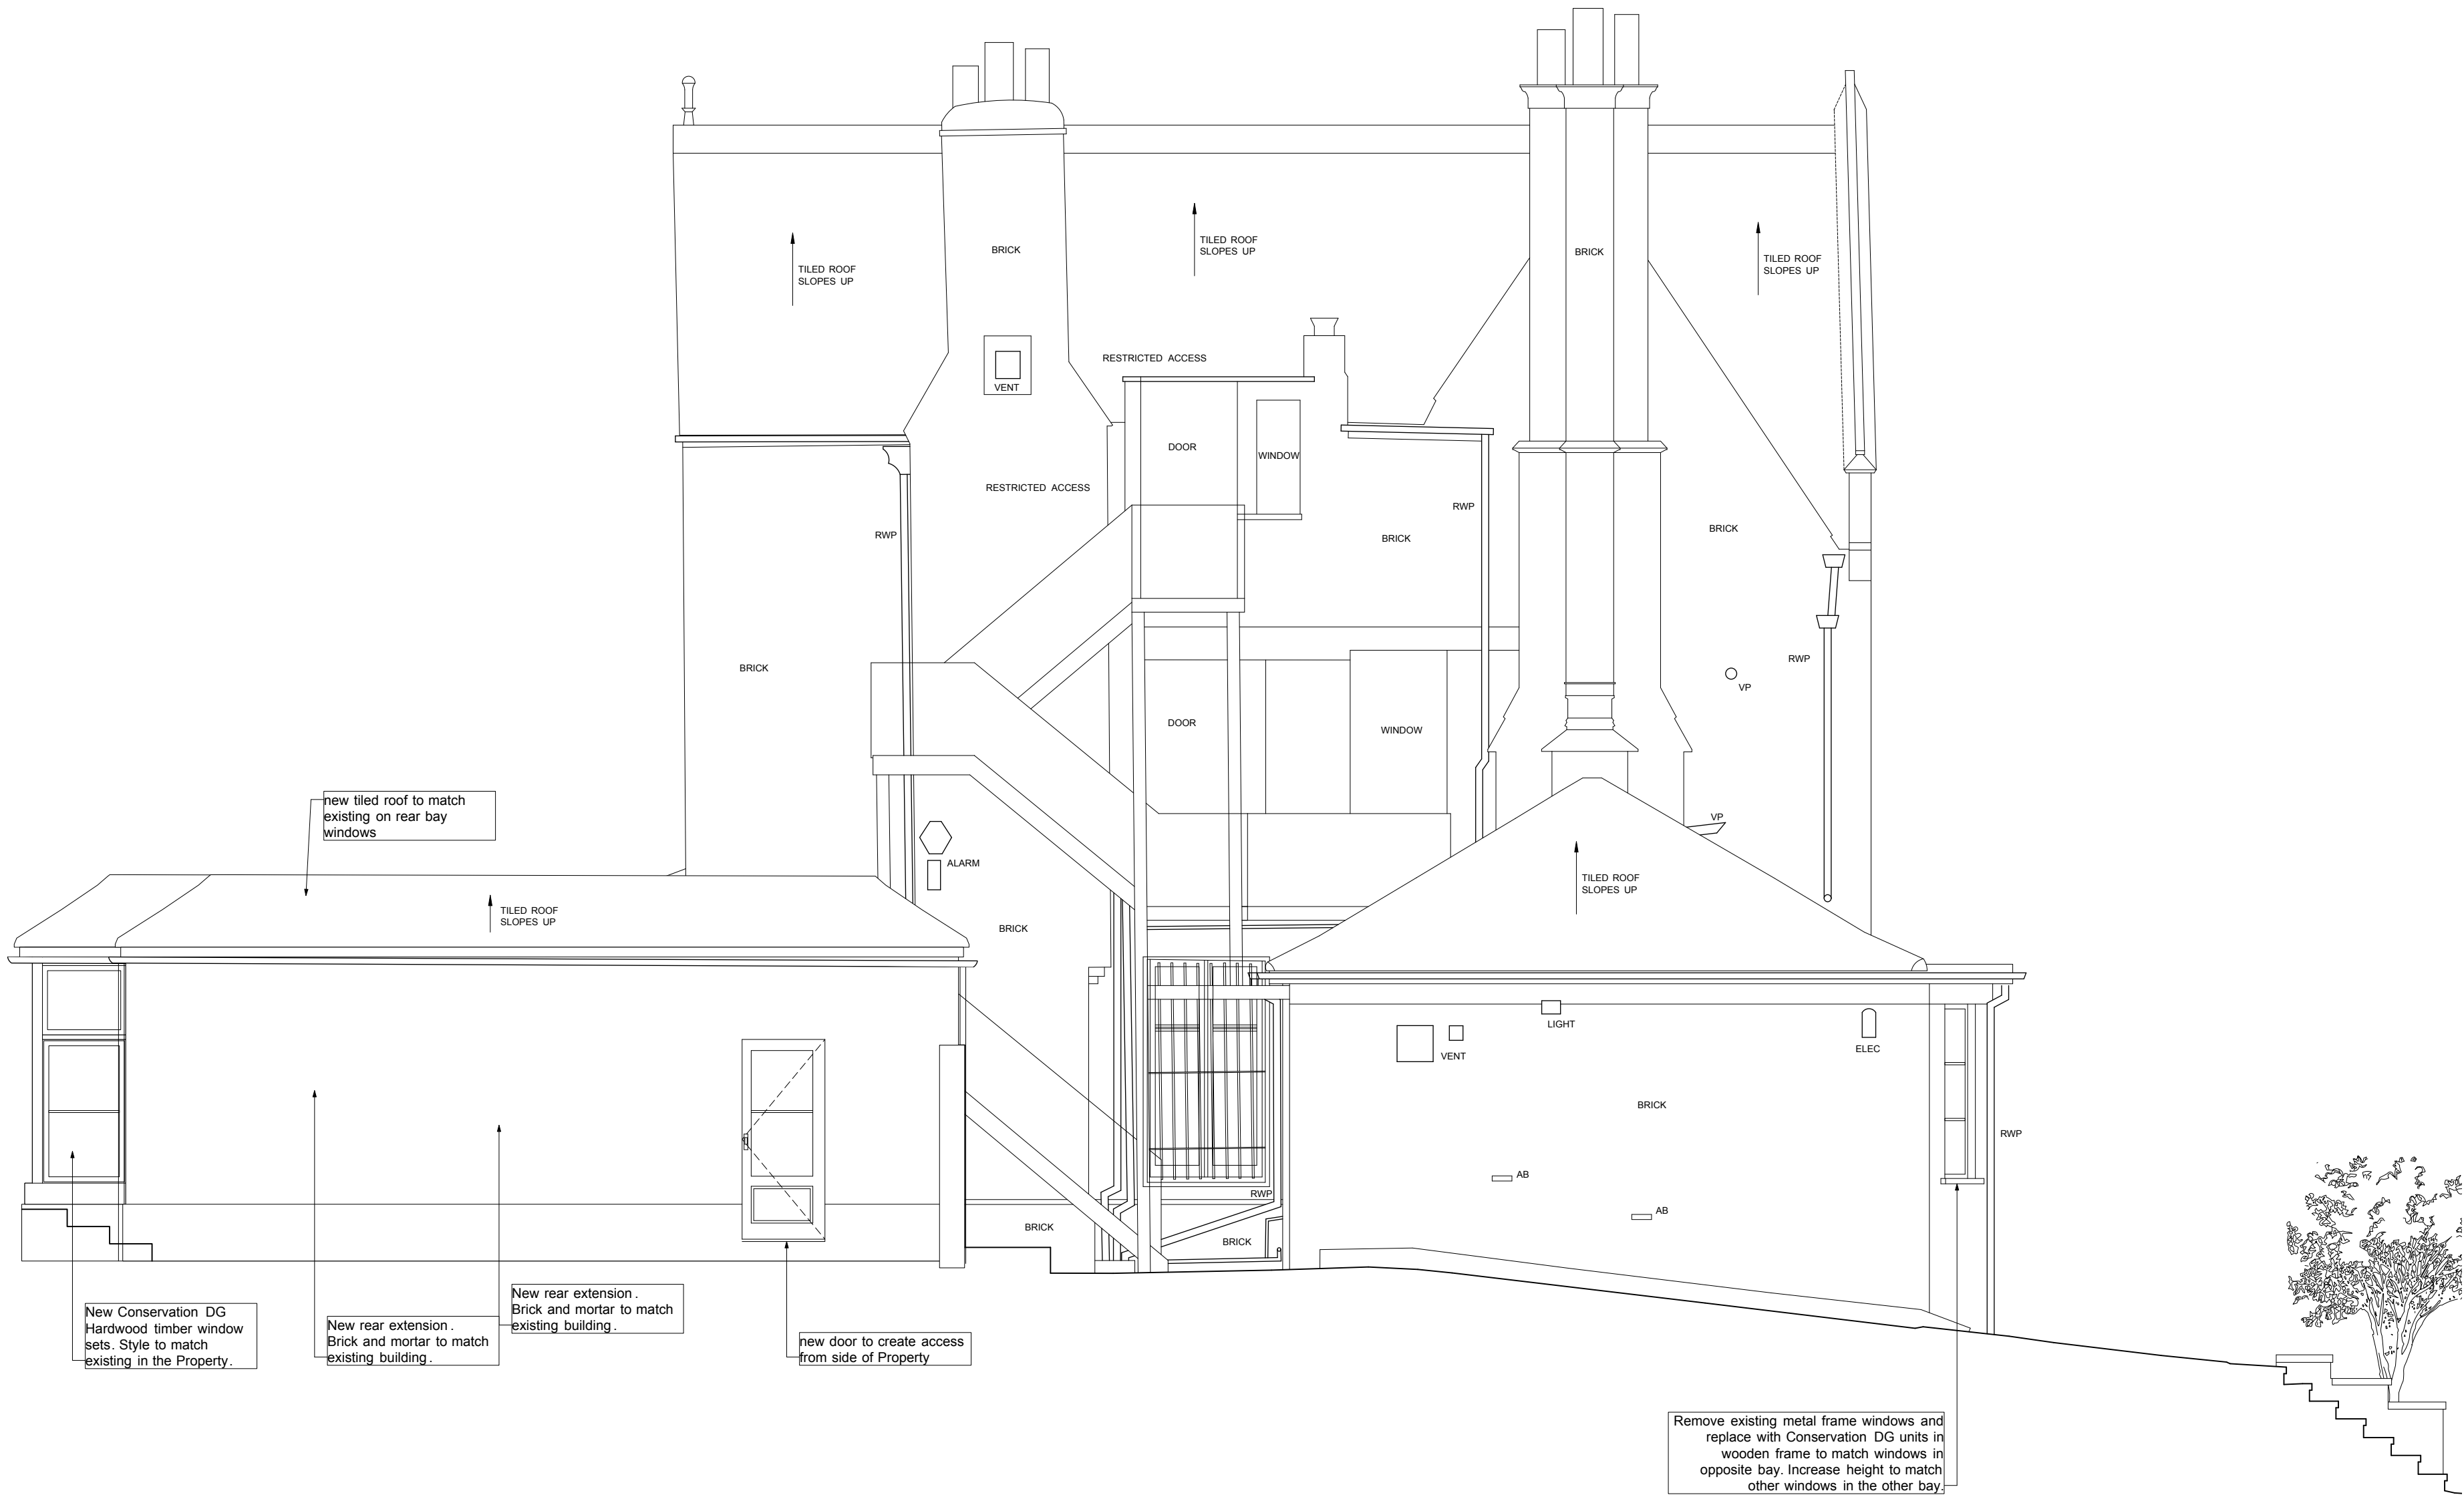 TILED ROOF
SLOPES UP
BRICK
TILED ROOF
SLOPES UP
BRICK
TILED ROOF
SLOPES UP
RESTRICTED ACCESS
VENT
DOOR
WINDOW
RESTRICTED ACCESS
RWP
RWP
BRICK
BRICK
BRICK
RWP
VP
DOOR
WINDOW
new tiled roof to match
existing on rear bay
windows
VP
ALARM
TILED ROOF
SLOPES UP
TILED ROOF
SLOPES UP
BRICK
LIGHT
VENT
ELEC
BRICK
RWP
AB
RWP
AB
BRICK
BRICK
New Conservation DG
Hardwood timber window
sets. Style to match
existing in the Property.
New rear extension.
Brick and mortar to match
existing building.
New rear extension.
Brick and mortar to match
existing building.
new door to create access
from side of Property
Remove existing metal frame windows and
replace with Conservation DG units in
wooden frame to match windows in
opposite bay. Increase height to match
other windows in the other bay.